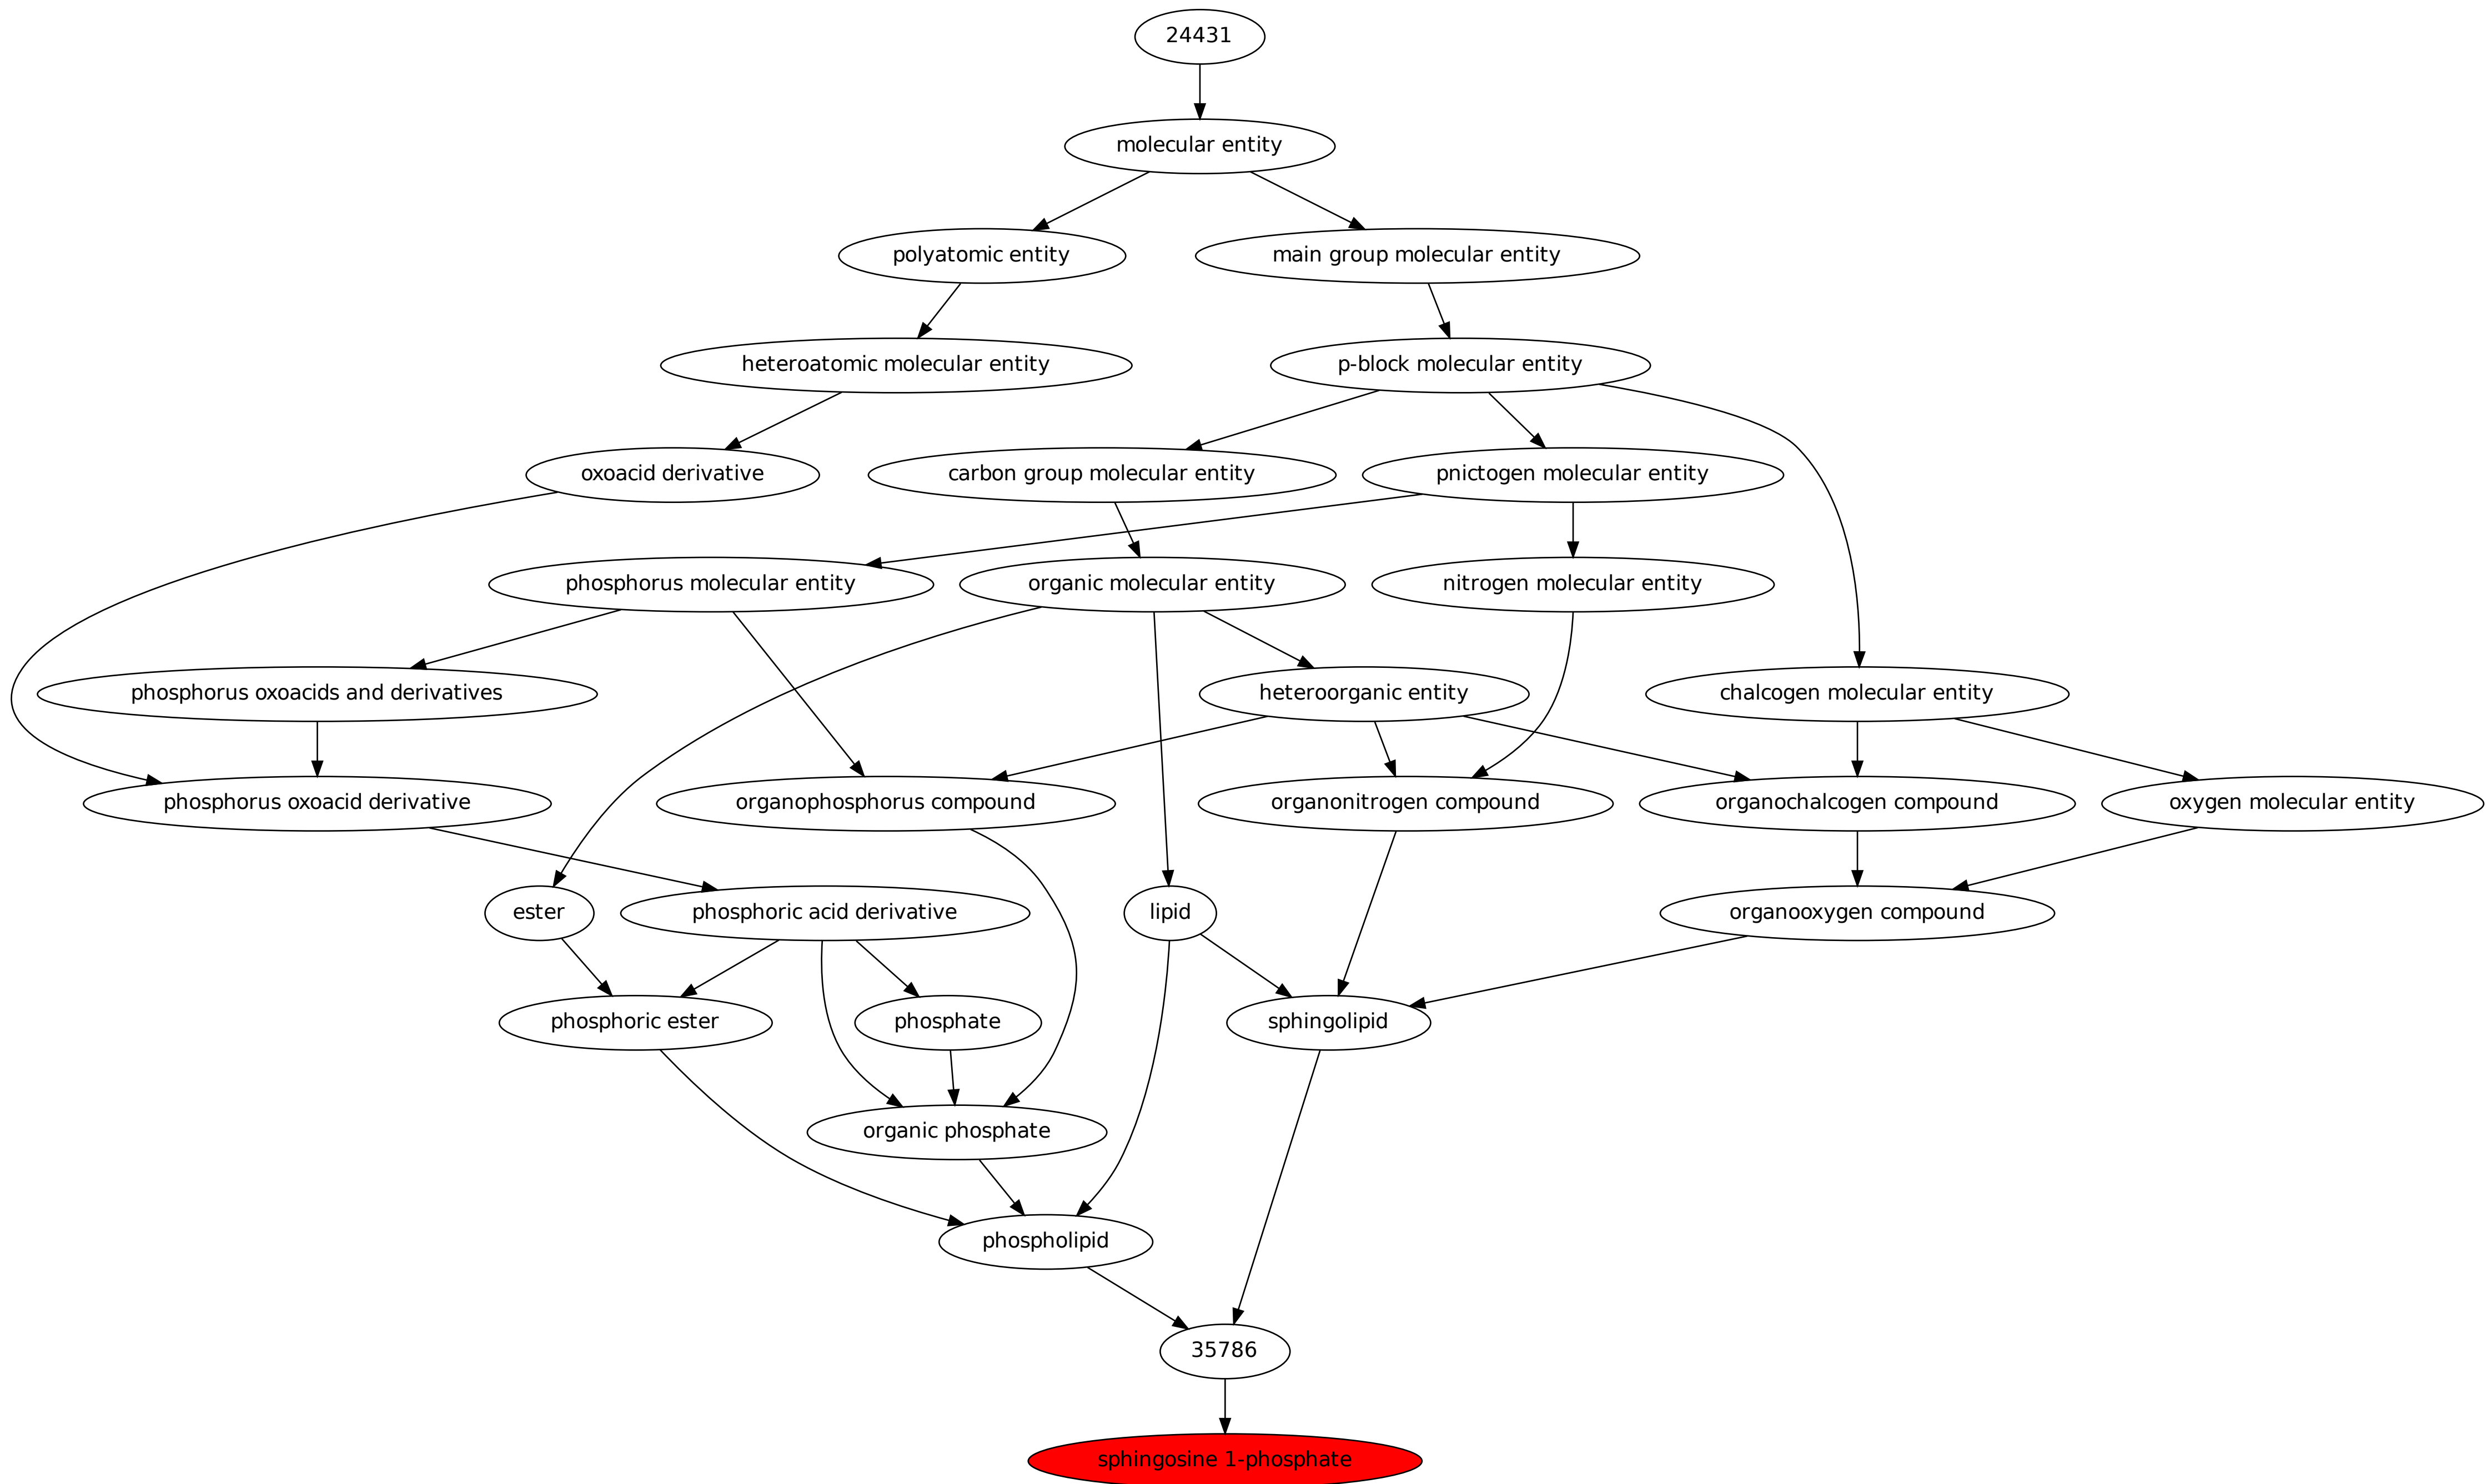 24431
molecular entity
polyatomic entity
main group molecular entity
heteroatomic molecular entity
p-block molecular entity
oxoacid derivative
carbon group molecular entity
pnictogen molecular entity
phosphorus molecular entity
organic molecular entity
nitrogen molecular entity
phosphorus oxoacids and derivatives
heteroorganic entity
chalcogen molecular entity
phosphorus oxoacid derivative
organophosphorus compound
organonitrogen compound
organochalcogen compound
oxygen molecular entity
ester
phosphoric acid derivative
lipid
organooxygen compound
phosphoric ester
phosphate
sphingolipid
organic phosphate
phospholipid
35786
sphingosine 1-phosphate